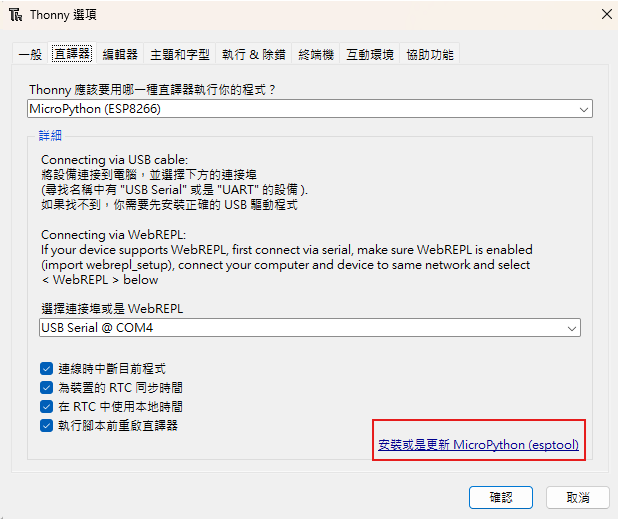 Thonny 選項
一般 直譯器 編輯器 主題和字型 執行 & 除錯 終端機 互動環境 協助功能
Thonny 應該要用哪一種直譯器執行你的程式？
MicroPython (ESP8266)
詳細
Connecting via USB cable:
將設備連接到電腦，並選擇下方的連接埠
(尋找名稱中有 "USB Serial" 或是 "UART" 的設備 ).
如果找不到，你需要先安裝正確的 USB 驅動程式
Connecting via WebREPL:
If your device supports WebREPL, first connect via serial, make sure WebREPL is enabled
(import webrepl_setup), connect your computer and device to same network and select
< WebREPL > below
選擇連接埠或是 WebREPL
USB Serial @ COM4
連線時中斷目前程式
為裝置的 RTC 同步時間
在 RTC 中使用本地時間
執行腳本前重啟直譯器
安裝或是更新 MicroPython (esptool)
確認 取消